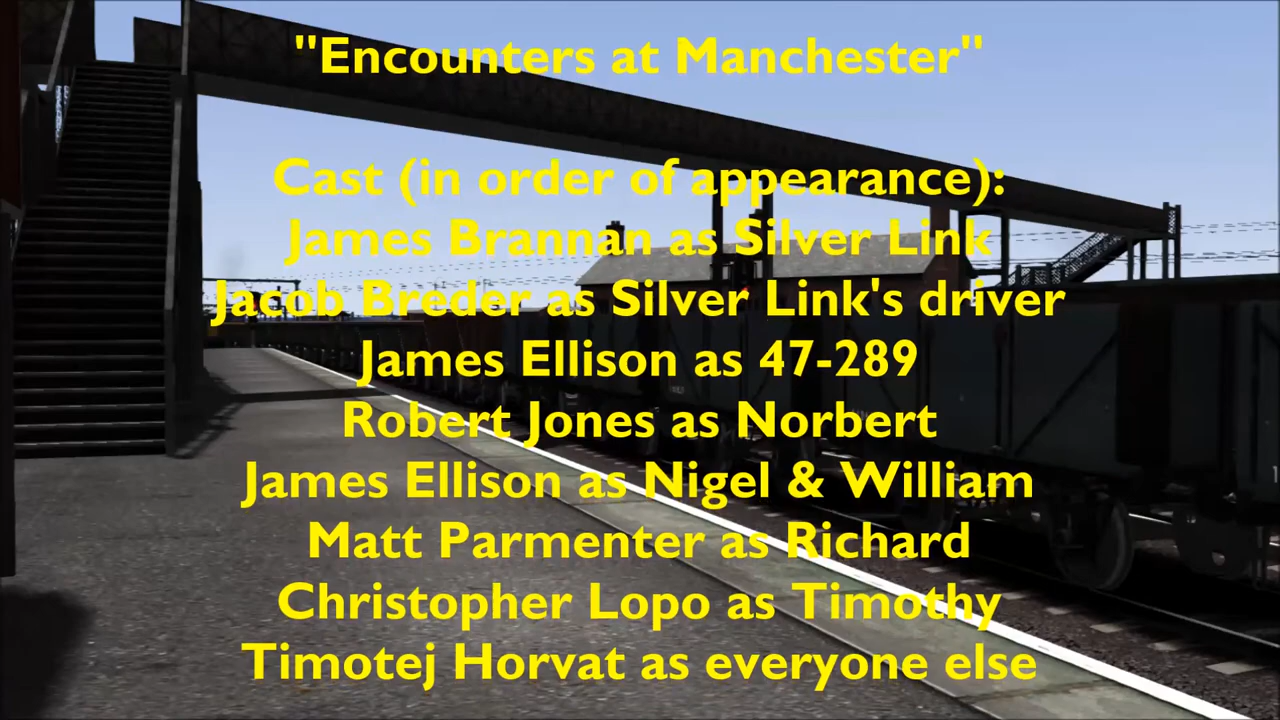 "Encounters at Manchester"
Cast (in order of appearance):
James Brannan as Silver Link
Jacob Breder as Silver Link's driver
James Ellison as 47-289
Robert Jones as Norbert
James Ellison as Nigel & William
Matt Parmenter as Richard
Christopher Lopo as Timothy
Timotej Horvat as everyone else